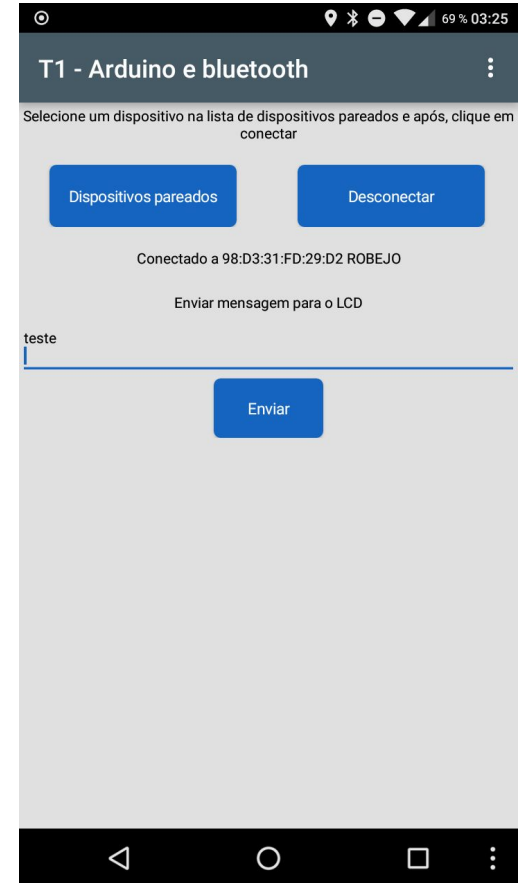 69 % 03:25
T1 - Arduino e bluetooth
Selecione um dispositivo na lista de dispositivos pareados e após, clique em
conectar
Dispositivos pareados
Desconectar
Conectado a 98:D3:31:FD:29:D2 ROBEJO
Enviar mensagem para o LCD
teste
Enviar